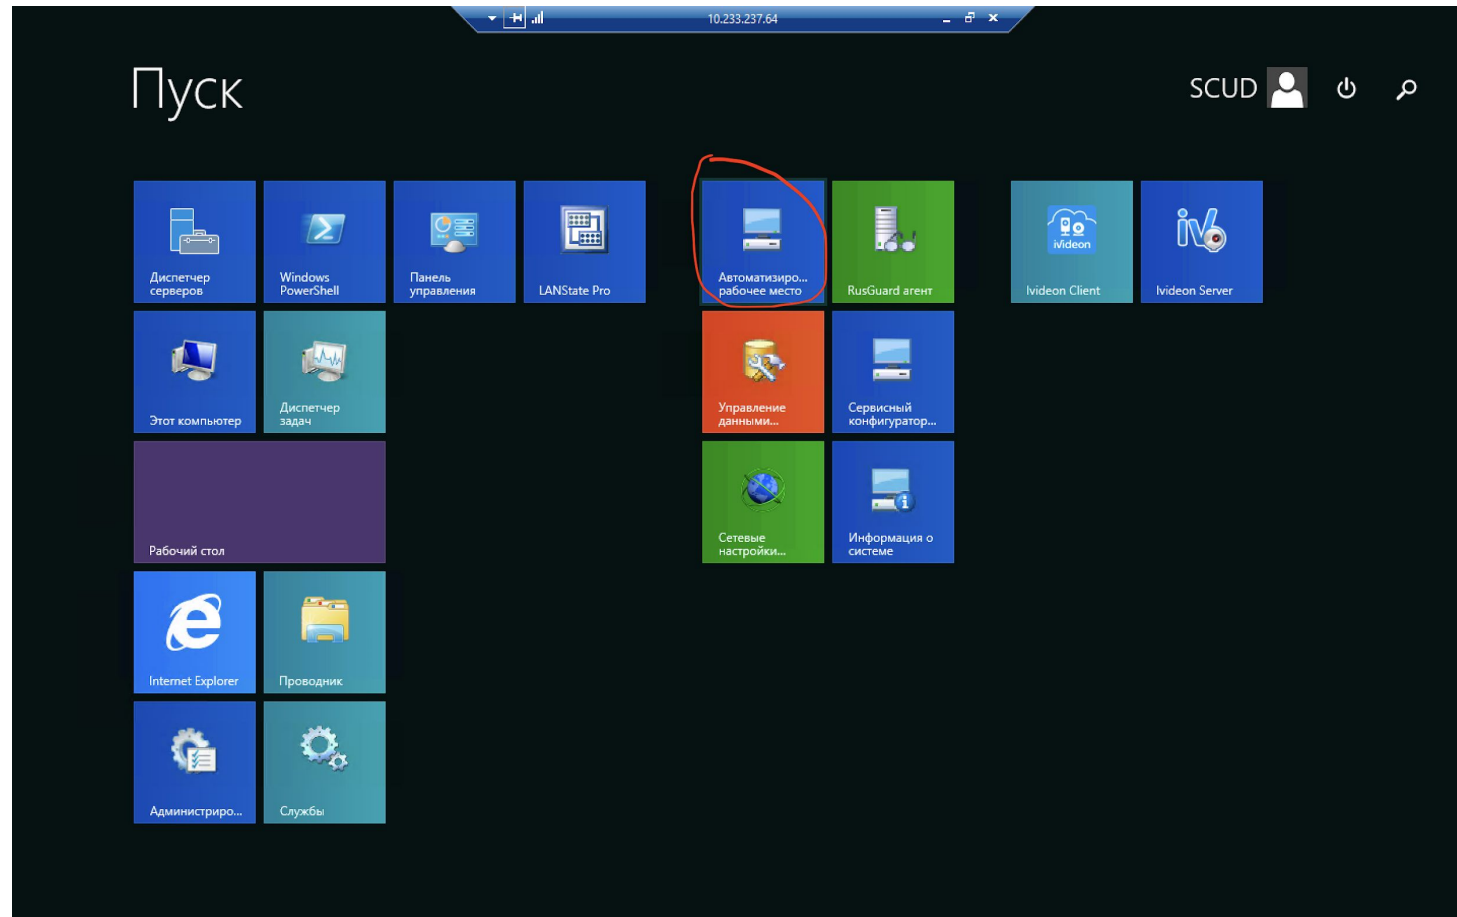 10.233.237.64
Пуск
SCUD
Диспетчер
серверов
Windows
PowerShell
Панель
управления
LANState Pro
Автоматизиро...
рабочее место
RusGuard агент
ivideon
Ivideon Client
iv
Ivideon Server
Этот компьютер
Диспетчер
задач
Управление
данными...
Сервисный
конфигуратор...
Рабочий стол
Сетевые
настройки...
Информация о
системе
Internet Explorer
Проводник
Администриро...
Службы